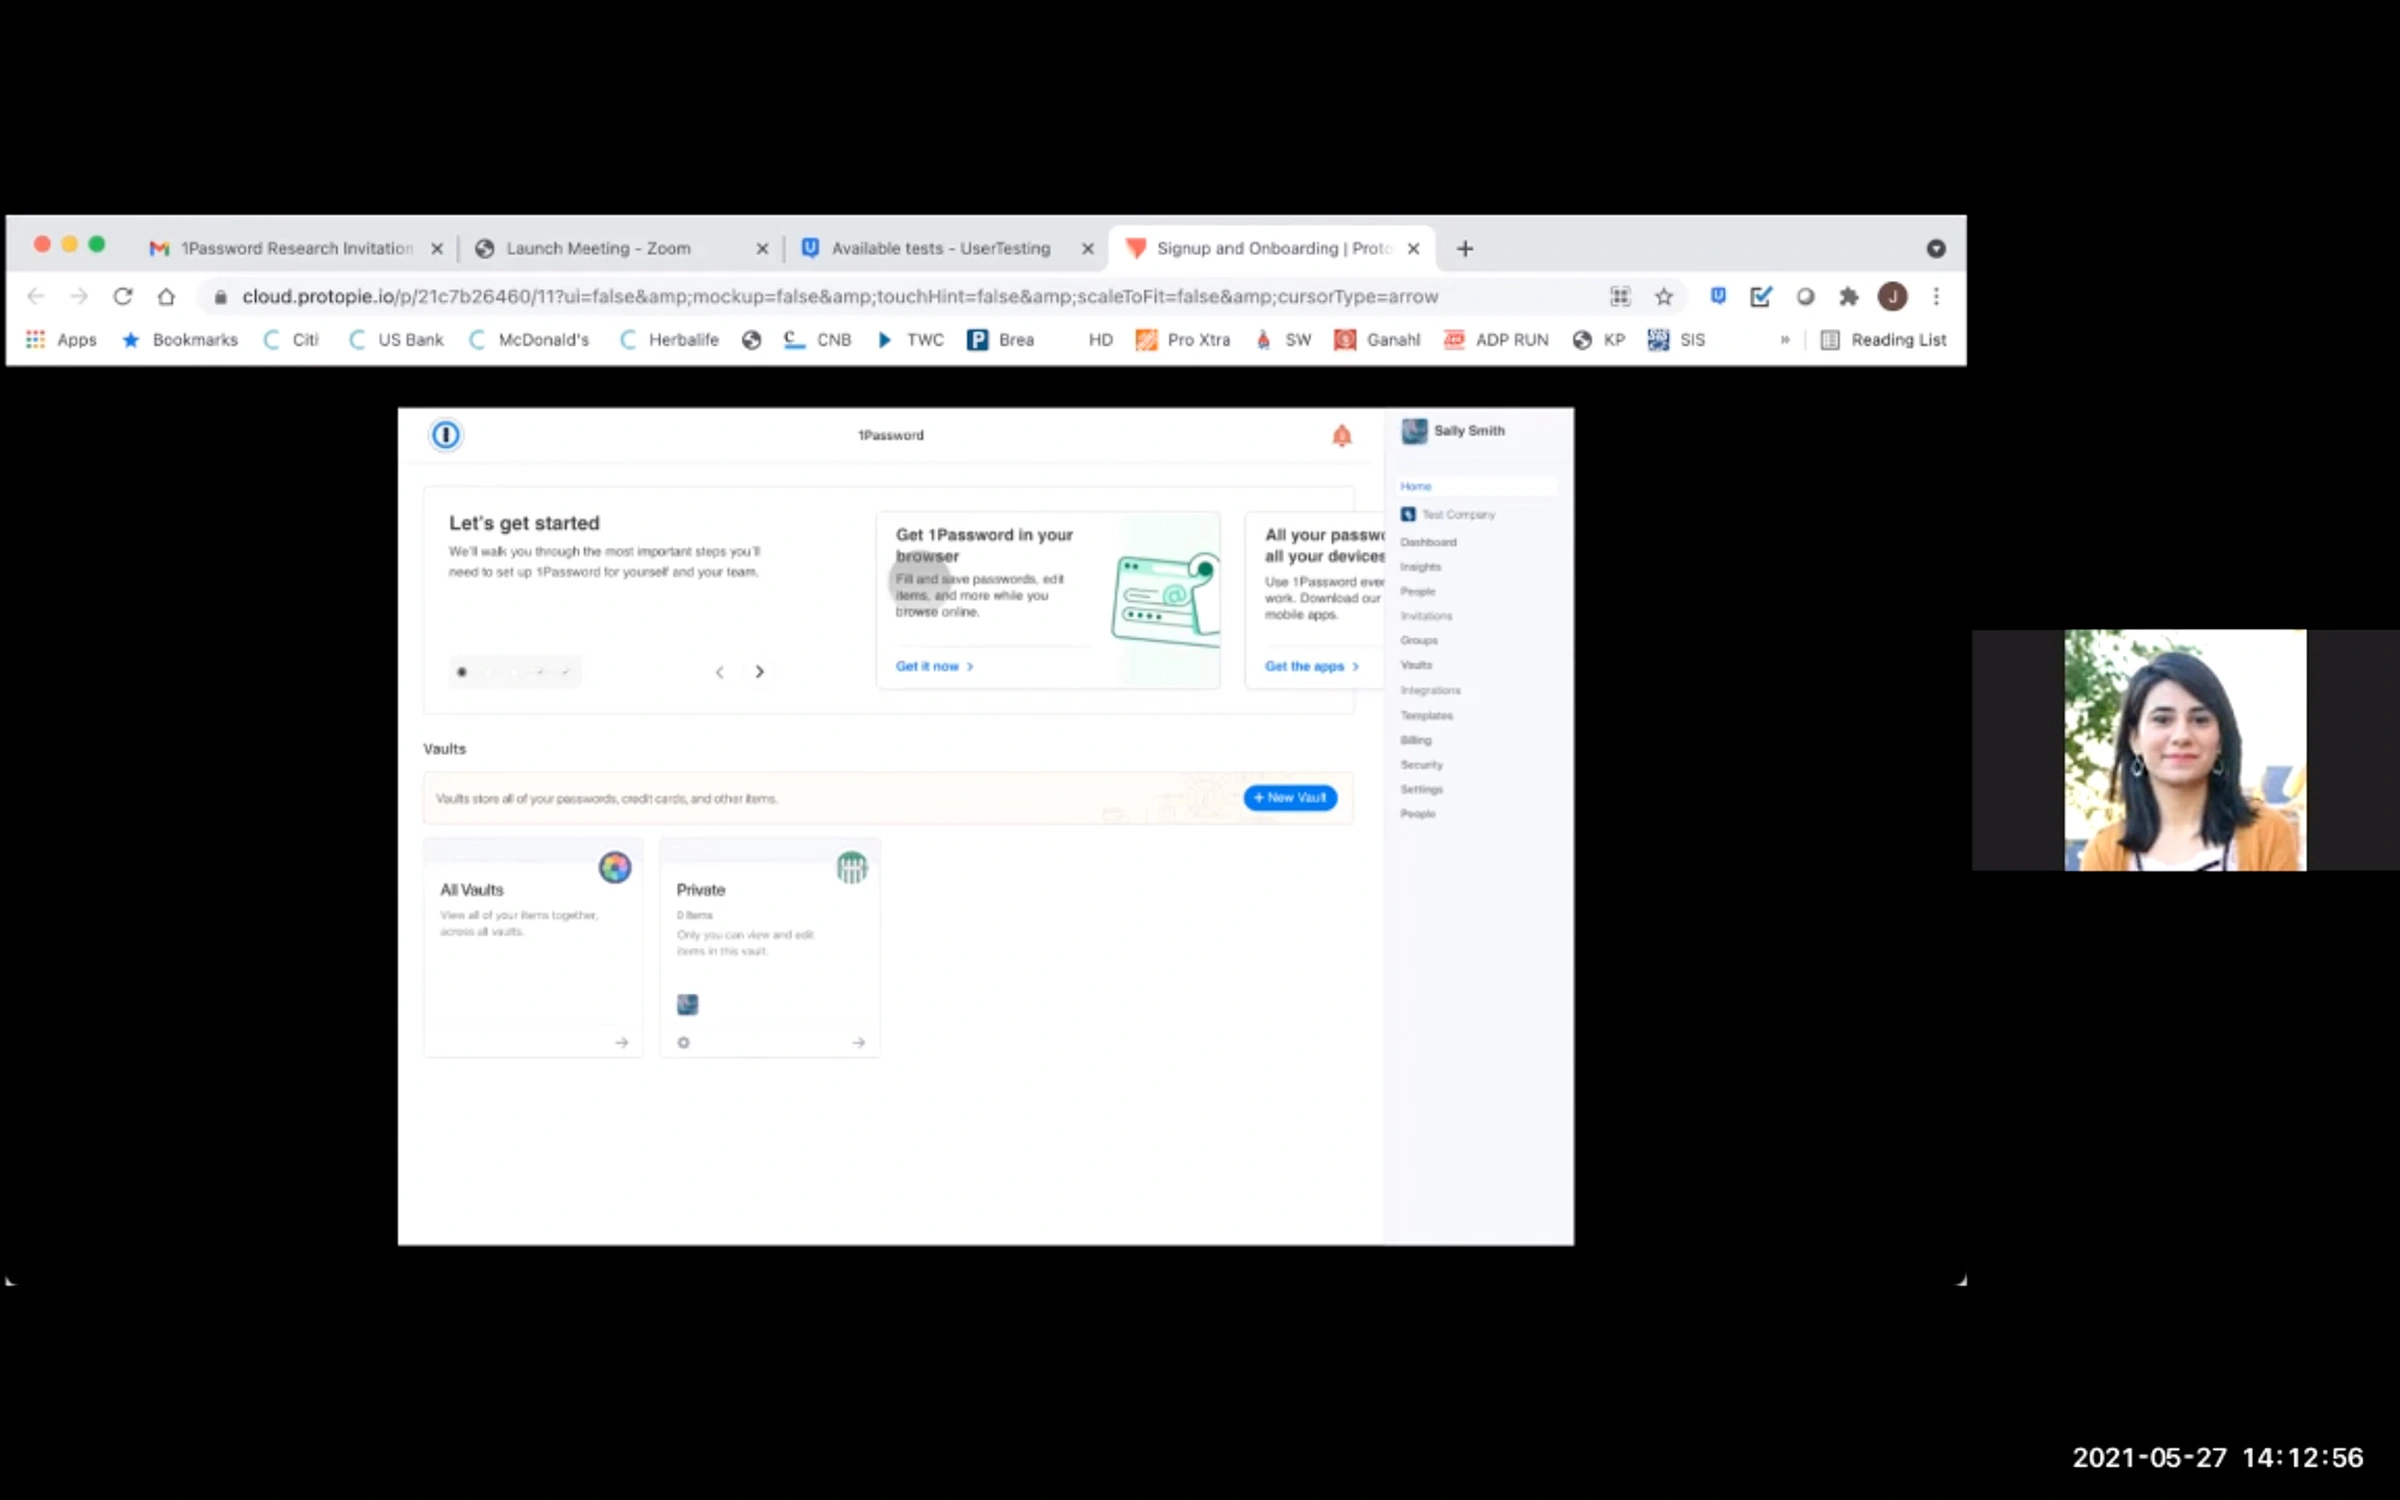 1Password Research Invitation
Launch Meeting - Zoom
Available tests - UserTesting
Signup and Onboarding | Proto
cloud.protopie.io/p/21c7b26460/11?ui=false&amp;mockup=false&amp;touchHint=false&amp;scaleToFit=false&amp;cursorType=arrow
J
Apps
Bookmarks
Citi
US Bank
McDonald's
Herbalife
CNB
TWC
Brea
HD
Pro Xtra
SW
Ganahl
ADP RUN
KP
SIS
»
Reading List
1Password
Sally Smith
Let's get started
We'll walk you through the most important steps you'll
need to set up 1Password for yourself and your team.
Get 1Password in your
browser
Fill and save passwords, edit
items, and more while you
browse online.
Get it now >
All your passwo
all your devices
Use 1Password ever
work. Download our
mobile apps.
Get the apps >
Home
Test Company
Dashboard
Insights
People
Invitations
Groups
Vaults
Integrations
Templates
Billing
Security
Settings
People
Vaults
Vaults store all of your passwords, credit cards, and other items.
+ New Vault
All Vaults
View all of your items together,
across all vaults.
Private
0 items
Only you can view and edit
items in this vault.
2021-05-27 14:12:56